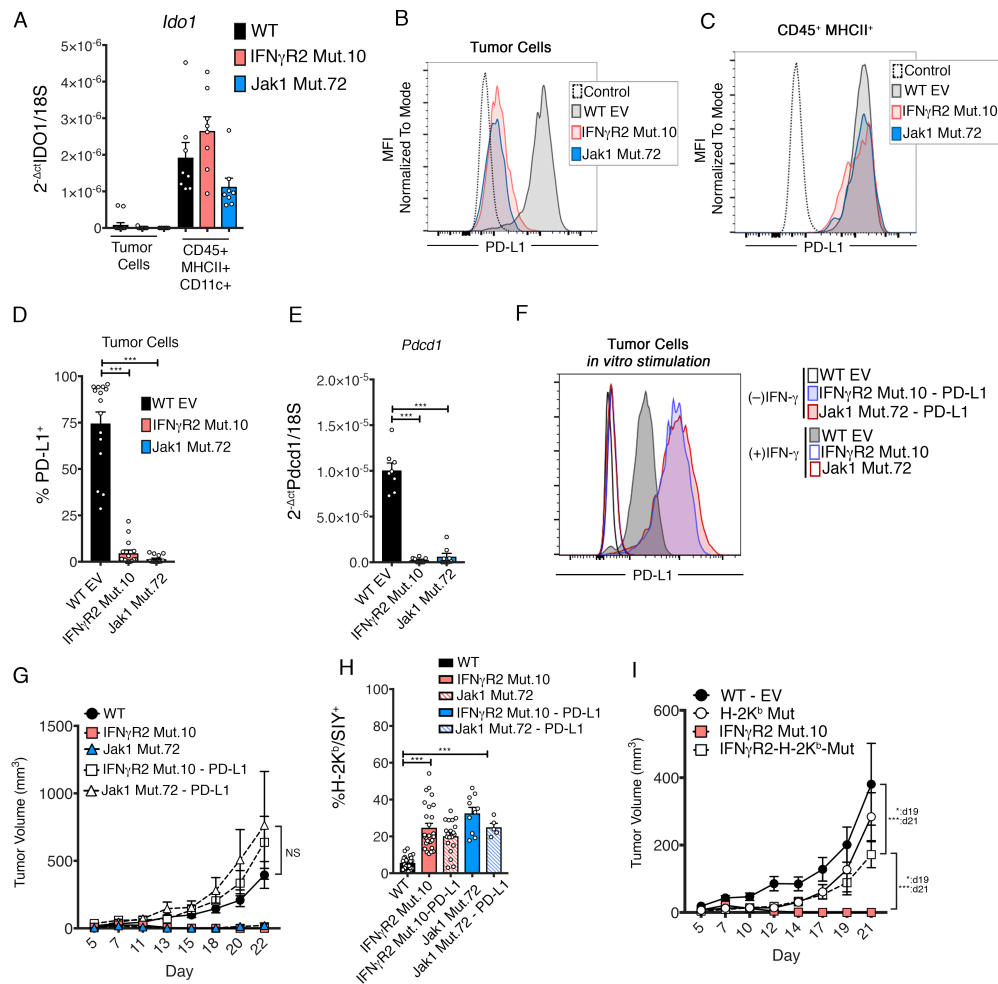 A
Ido1
WT
IFNγR2 Mut.10
Jak1 Mut.72
2-ΔctIDO1/18S
5×10-6
4×10-6
3×10-6
2×10-6
1×10-6
0
Tumor
Cells
CD45+
MHCII+
CD11c+
B
Tumor Cells
MFI
Normalized To Mode
Control
WT EV
IFNγR2 Mut.10
Jak1 Mut.72
PD-L1
C
CD45+ MHCII+
MFI
Normalized To Mode
Control
WT EV
IFNγR2 Mut.10
Jak1 Mut.72
PD-L1
D
Tumor Cells
***
***
% PD-L1+
100
75
50
25
0
WT EV
IFNγR2 Mut.10
Jak1 Mut.72
WT EV
IFNγR2 Mut.10
Jak1 Mut.72
E
Pdcd1
2-ΔctPdcd1/18S
2.0×10-5
1.5×10-5
1.0×10-5
5.0×10-6
0.0
***
***
WT EV
IFNγR2 Mut.10
Jak1 Mut.72
F
Tumor Cells
in vitro stimulation
PD-L1
(−)IFN-γ
WT EV
IFNγR2 Mut.10 - PD-L1
Jak1 Mut.72 - PD-L1
(+)IFN-γ
WT EV
IFNγR2 Mut.10
Jak1 Mut.72
G
WT
IFNγR2 Mut.10
Jak1 Mut.72
IFNγR2 Mut.10 - PD-L1
Jak1 Mut.72 - PD-L1
Tumor Volume (mm3)
1500
1000
500
0
NS
5
7
11
13
15
18
20
22
Day
H
WT
IFNγR2 Mut.10
Jak1 Mut.72
IFNγR2 Mut.10 - PD-L1
Jak1 Mut.72 - PD-L1
%H-2Kb/SIY+
100
80
60
40
20
0
***
***
WT
IFNγR2 Mut.10
IFNγR2 Mut.10-PD-L1
Jak1 Mut.72
Jak1 Mut.72 - PD-L1
I
WT - EV
H-2Kb Mut
IFNγR2 Mut.10
IFNγR2-H-2Kb-Mut
Tumor Volume (mm3)
600
400
200
0
*:d19
***:d21
*:d19
***:d21
5
7
10
12
14
17
19
21
Day